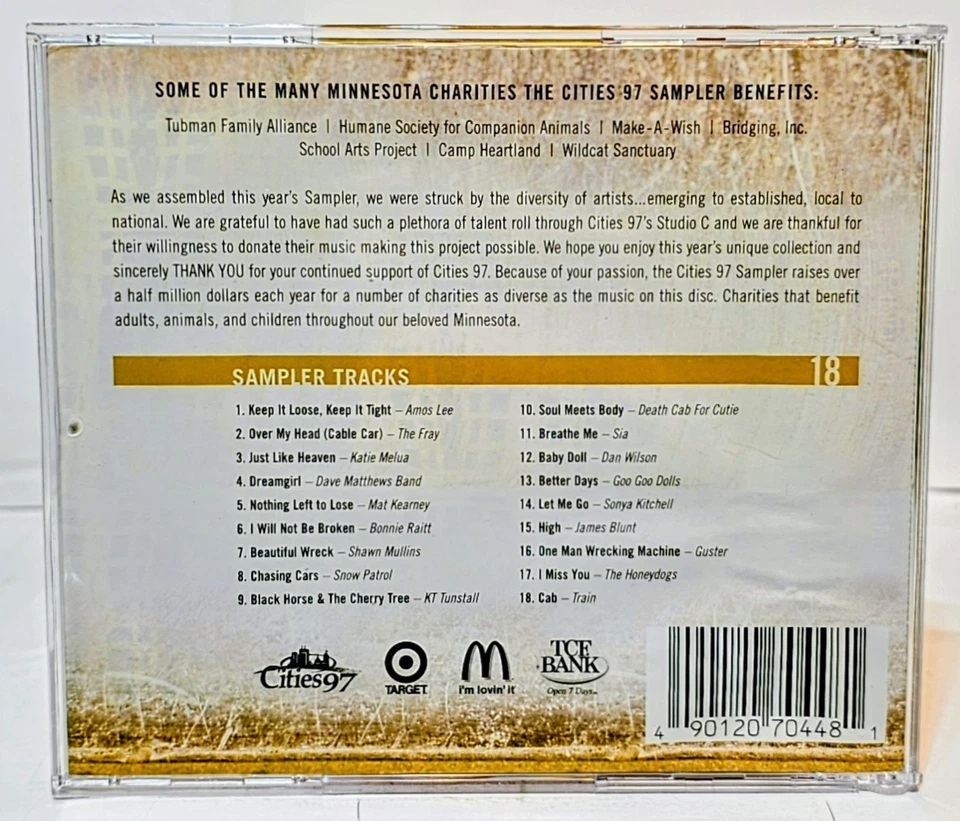 SOME OF THE MANY MINNESOTA CHARITIES THE CITIES 97 SAMPLER BENEFITS:
Tubman Family Alliance | Humane Society for Companion Animals | Make-A-Wish | Bridging, Inc.
School Arts Project | Camp Heartland | Wildcat Sanctuary
As we assembled this year's Sampler, we were struck by the diversity of artists...emerging to established, local to
national. We are grateful to have had such a plethora of talent roll through Cities 97's Studio C and we are thankful for
their willingness to donate their music making this project possible. We hope you enjoy this year's unique collection and
sincerely THANK YOU for your continued support of Cities 97. Because of your passion, the Cities 97 Sampler raises over
a half million dollars each year for a number of charities as diverse as the music on this disc. Charities that benefit
adults, animals, and children throughout our beloved Minnesota.
SAMPLER TRACKS 18
1. Keep It Loose, Keep It Tight – Amos Lee
2. Over My Head (Cable Car) – The Fray
3. Just Like Heaven – Katie Melua
4. Dreamgirl – Dave Matthews Band
5. Nothing Left to Lose – Mat Kearney
6. I Will Not Be Broken – Bonnie Raitt
7. Beautiful Wreck – Shawn Mullins
8. Chasing Cars – Snow Patrol
9. Black Horse & The Cherry Tree – KT Tunstall
10. Soul Meets Body – Death Cab For Cutie
11. Breathe Me – Sia
12. Baby Doll – Dan Wilson
13. Better Days – Goo Goo Dolls
14. Let Me Go – Sonya Kitchell
15. High – James Blunt
16. One Man Wrecking Machine – Guster
17. I Miss You – The Honeydogs
18. Cab – Train
Cities97
TARGET
i'm lovin' it
TCF
BANK
Open 7 Days
4 90120 70448 1